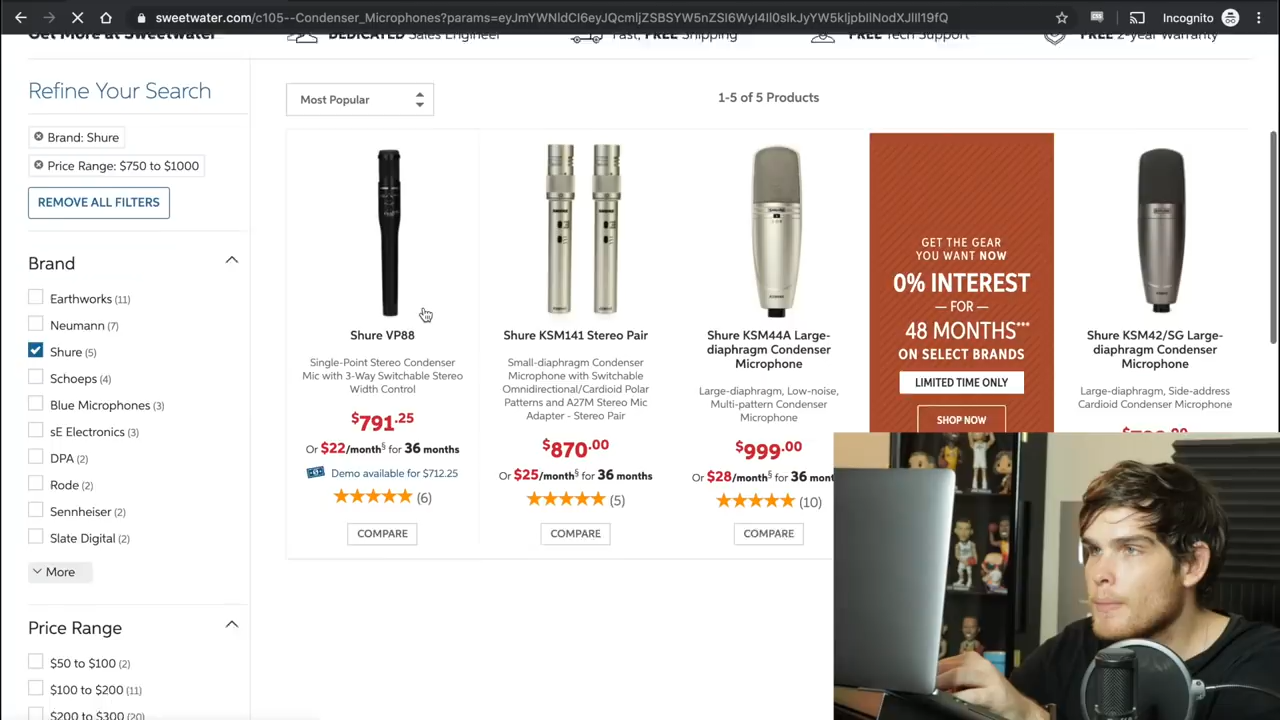 sweetwater.com/c105--Condenser_Microphones?params=eyJmYWNldCI6eyJQcmljZSBSYW5nZSI6WyI4Il0sIkJyYW5kIjpbIlNodXJlIl19fQ
Incognito
Get More at Sweetwater
DEDICATED Sales Engineer
Fast, FREE Shipping
FREE Tech Support
FREE 2-year Warranty
Refine Your Search
Most Popular
1-5 of 5 Products
Brand: Shure
Price Range: $750 to $1000
REMOVE ALL FILTERS
Brand
Earthworks (11)
Neumann (7)
Shure (5)
Schoeps (4)
Blue Microphones (3)
sE Electronics (3)
DPA (2)
Rode (2)
Sennheiser (2)
Slate Digital (2)
More
Price Range
$50 to $100 (2)
$100 to $200 (11)
$200 to $300 (20)
Shure VP88
Single-Point Stereo Condenser
Mic with 3-Way Switchable Stereo
Width Control
$791.25
Or $22/month§ for 36 months
Demo available for $712.25
(6)
COMPARE
Shure KSM141 Stereo Pair
Small-diaphragm Condenser
Microphone with Switchable
Omnidirectional/Cardioid Polar
Patterns and A27M Stereo Mic
Adapter - Stereo Pair
$870.00
Or $25/month§ for 36 months
(5)
COMPARE
Shure KSM44A Large-
diaphragm Condenser
Microphone
Large-diaphragm, Low-noise,
Multi-pattern Condenser
Microphone
$999.00
Or $28/month§ for 36 mont
(10)
COMPARE
GET THE GEAR
YOU WANT NOW
0% INTEREST
— FOR —
48 MONTHS***
ON SELECT BRANDS
LIMITED TIME ONLY
SHOP NOW
Shure KSM42/SG Large-
diaphragm Condenser
Microphone
Large-diaphragm, Side-address
Cardioid Condenser Microphone